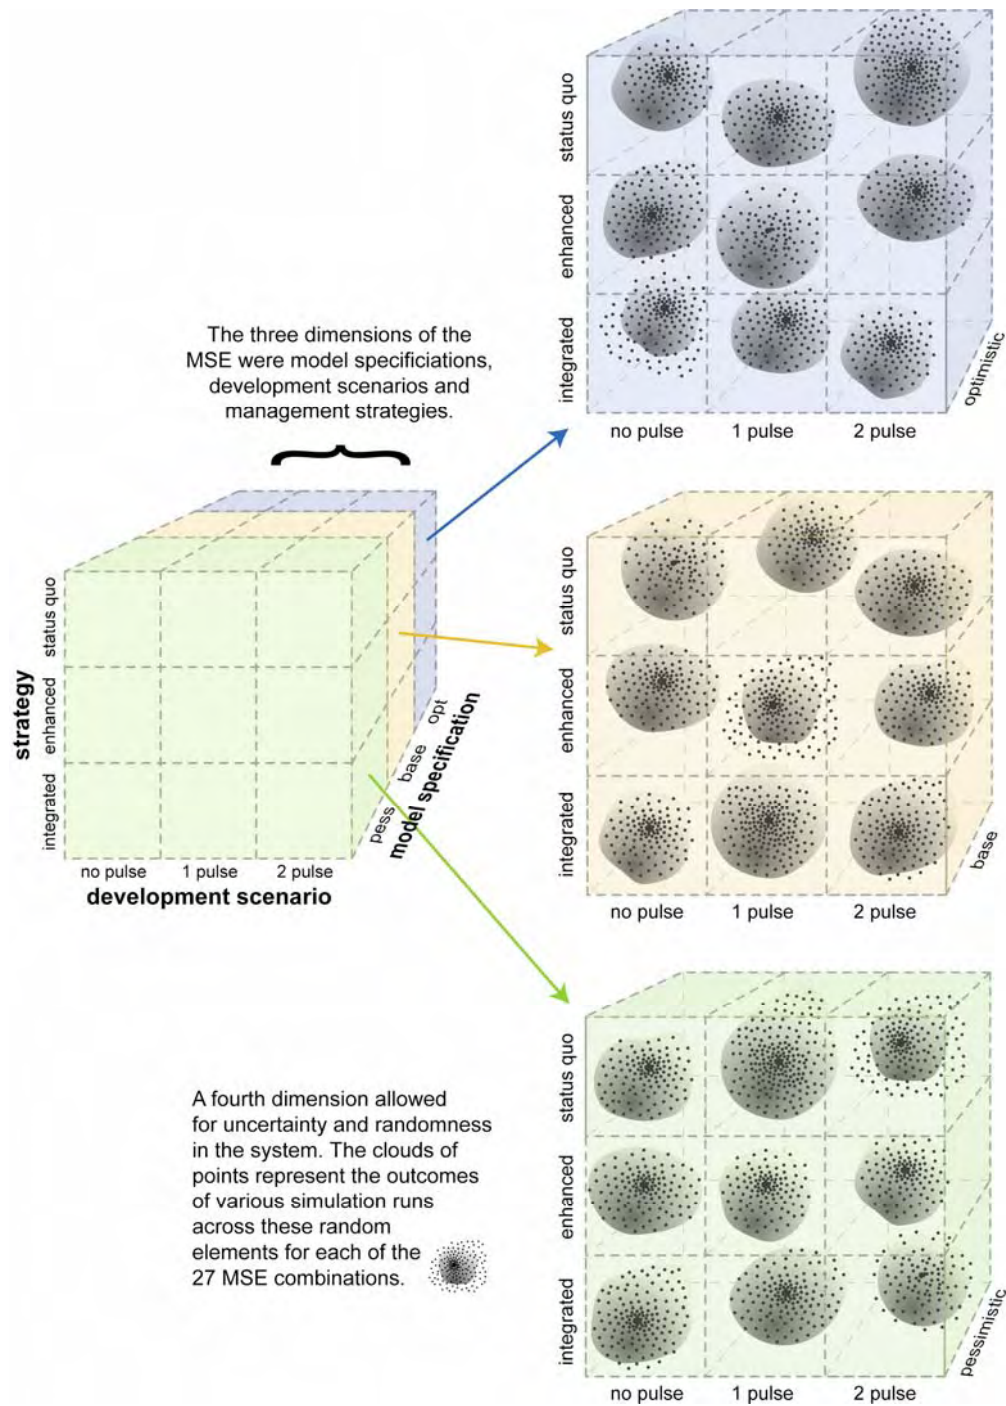 status quo
enhanced
integrated
no pulse
1 pulse
2 pulse
optimistic
The three dimensions of the
MSE were model specificiations,
development scenarios and
management strategies.
strategy
status quo
enhanced
integrated
no pulse
1 pulse
2 pulse
development scenario
pess
base
opt
model specification
status quo
enhanced
integrated
no pulse
1 pulse
2 pulse
base
A fourth dimension allowed
for uncertainty and randomness
in the system. The clouds of
points represent the outcomes
of various simulation runs
across these random
elements for each of the
27 MSE combinations.
status quo
enhanced
integrated
no pulse
1 pulse
2 pulse
pessimistic